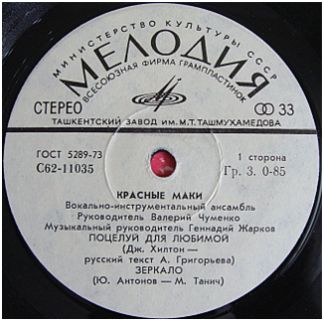 МИНИСТЕРСТВО КУЛЬТУРЫ СССР
МЕЛОДИЯ
ВСЕСОЮЗНАЯ ФИРМА ГРАМПЛАСТИНОК
СТЕРЕО
33
ТАШКЕНТСКИЙ ЗАВОД ИМ. М.Т. ТАШМУХАМЕДОВА
ГОСТ 5289-73
С62-11035
1 сторона
Гр. 3. 0-85
КРАСНЫЕ МАКИ
Вокально-инструментальный ансамбль
Руководитель Валерий Чуменко
Музыкальный руководитель Геннадий Жарков
ПОЦЕЛУЙ ДЛЯ ЛЮБИМОЙ
(Дж. Хилтон—
русский текст А. Григорьева)
ЗЕРКАЛО
(Ю. Антонов — М. Танич)